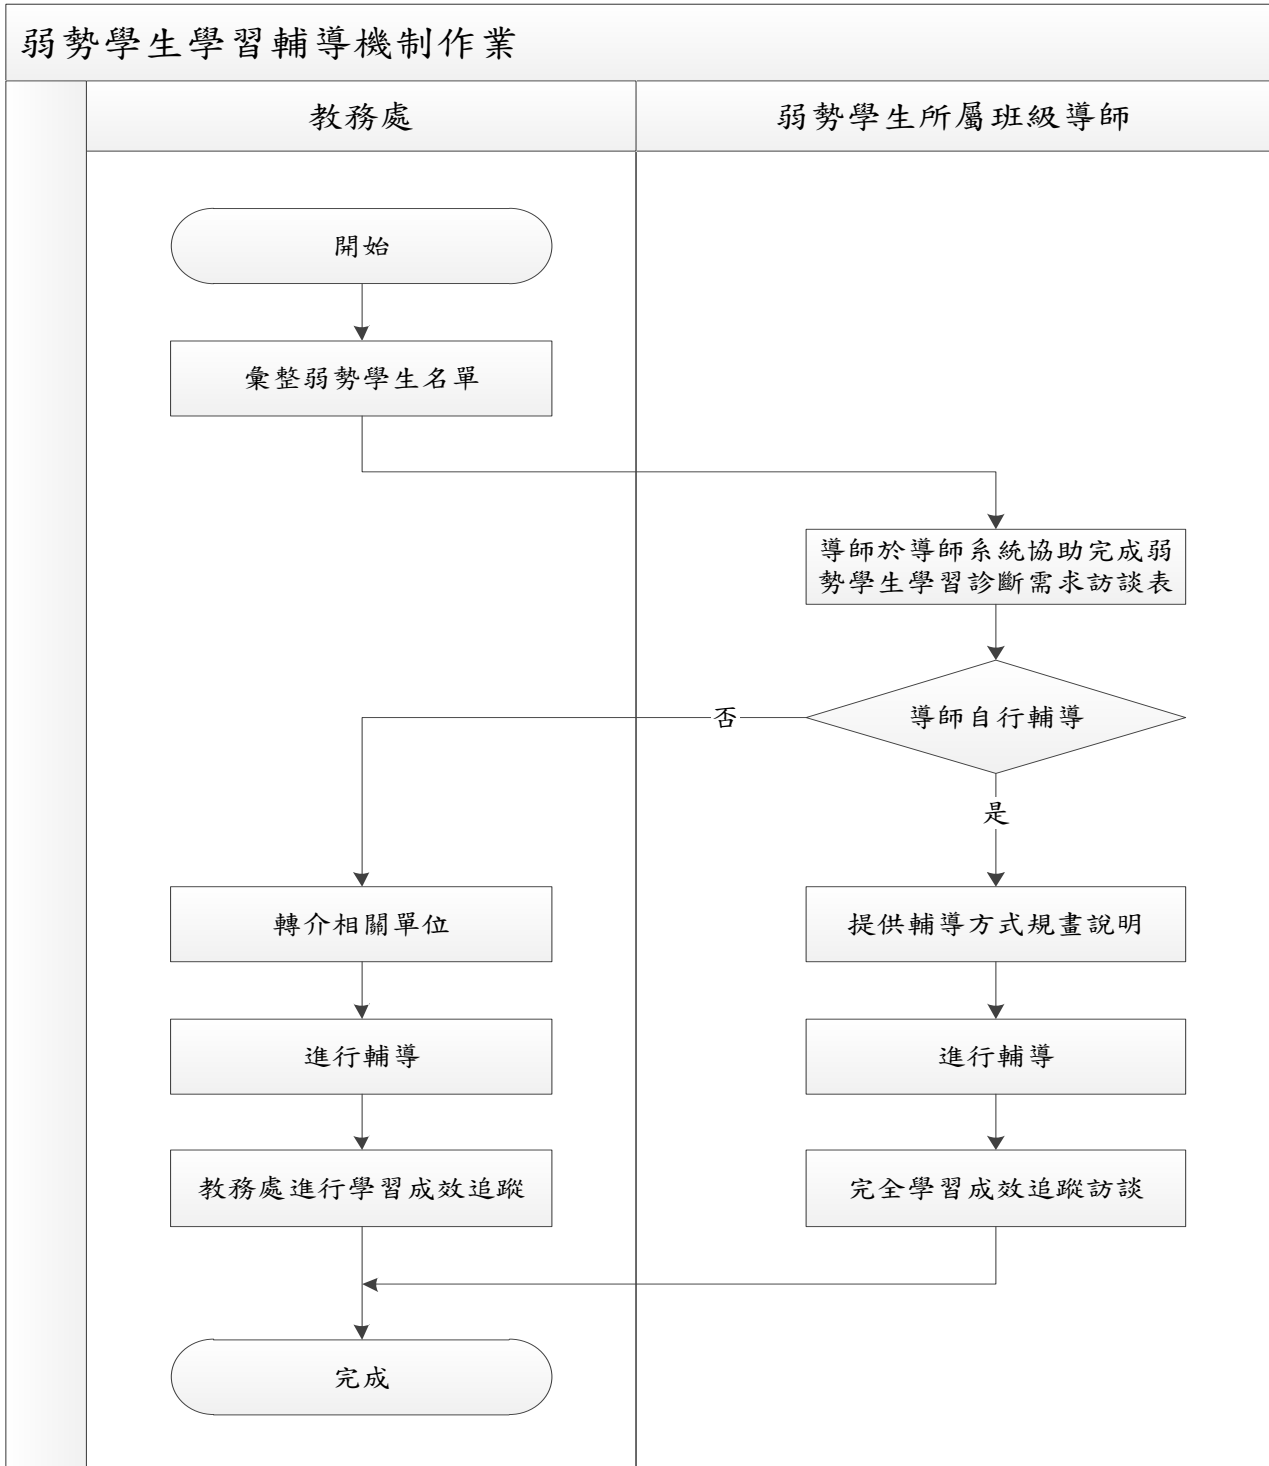 弱勢學生學習輔導機制作業
教務處
弱勢學生所屬班級導師
開始
彙整弱勢學生名單
導師於導師系統協助完成弱
勢學生學習診斷需求訪談表
導師自行輔導
否
是
轉介相關單位
提供輔導方式規畫說明
進行輔導
進行輔導
教務處進行學習成效追蹤
完全學習成效追蹤訪談
完成